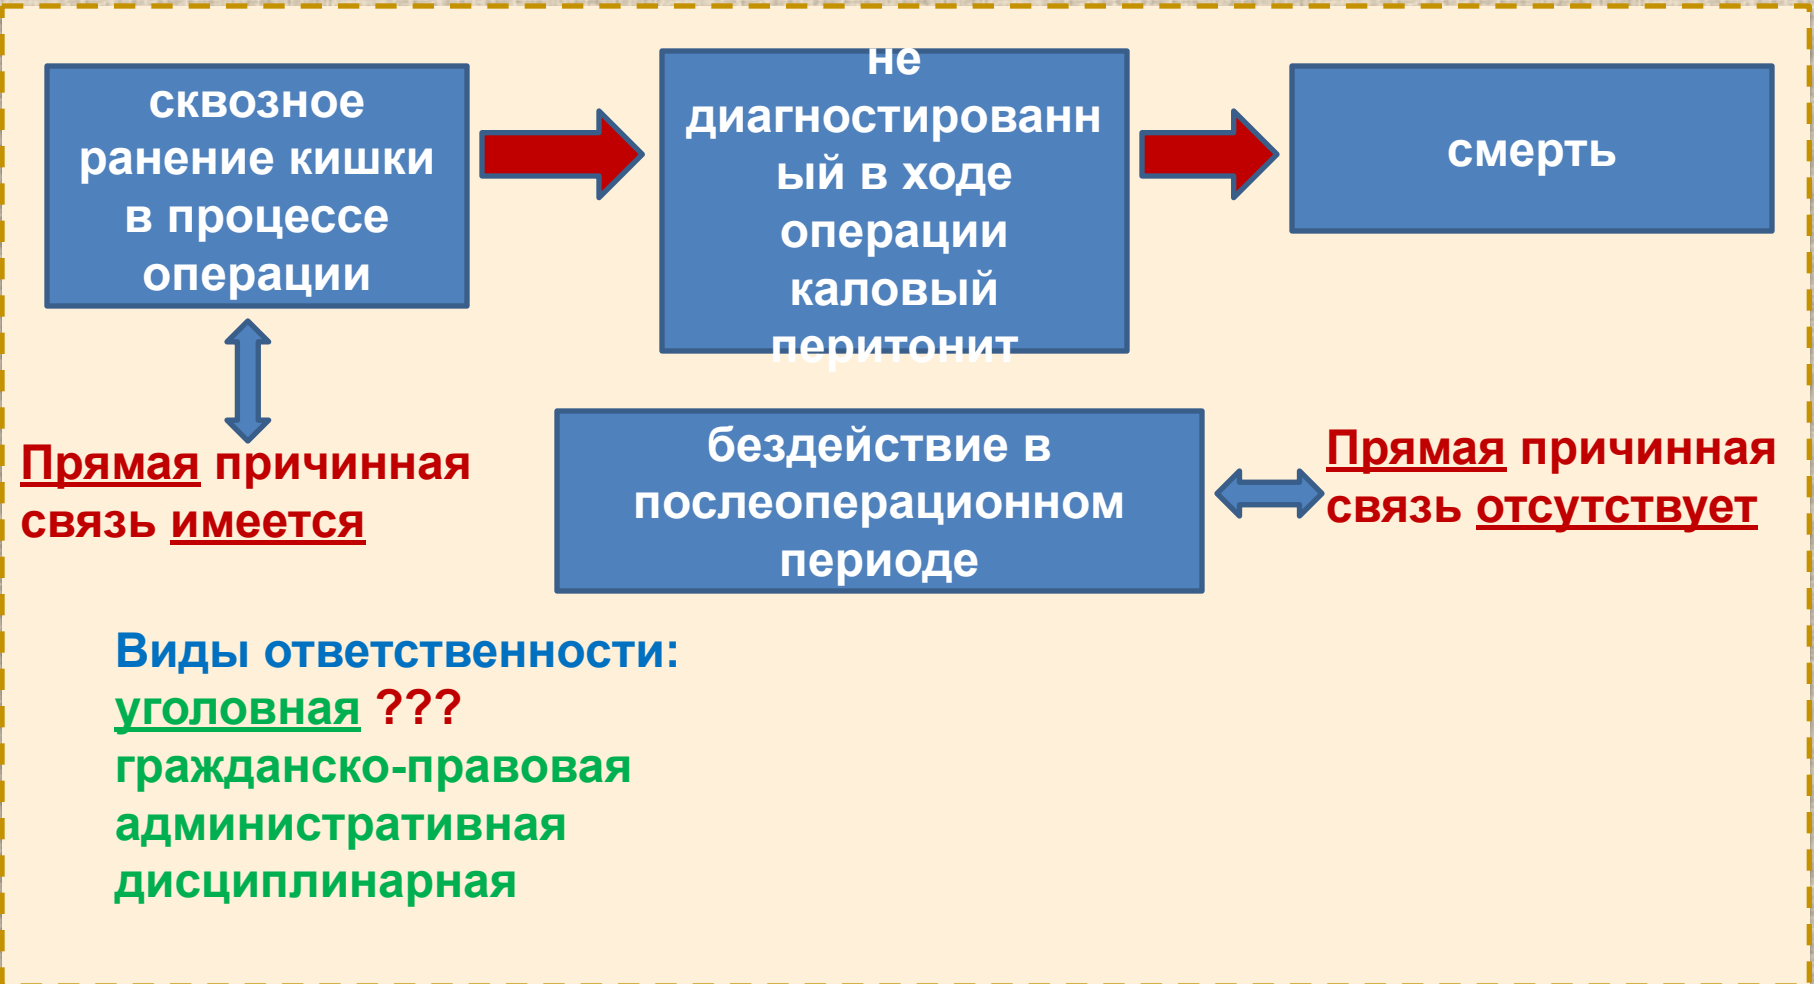 сквозное
ранение кишки
в процессе
операции
не
диагностированн
ый в ходе
операции
каловый
перитонит
смерть
Прямая причинная
связь имеется
бездействие в
послеоперационном
периоде
Прямая причинная
связь отсутствует
Виды ответственности:
уголовная ???
гражданско-правовая
административная
дисциплинарная